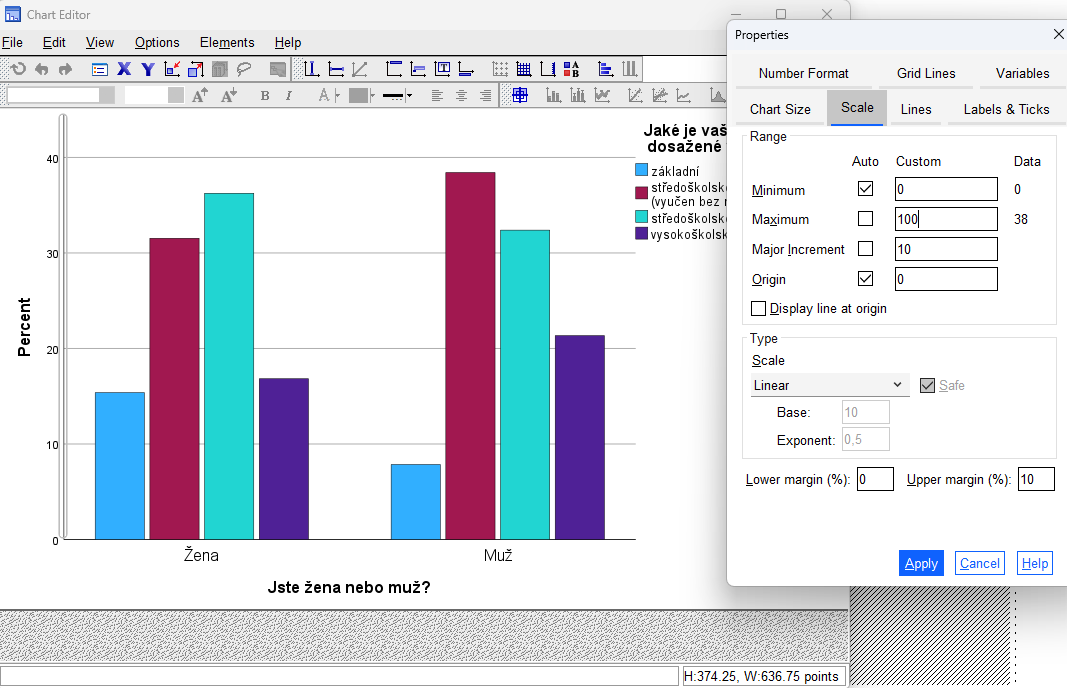 Chart Editor
File Edit View Options Elements Help
B I A
Jaké je vaš
dosažené
základní
středoškolsk
(vyučen bez
středoškolsk
vysokoškolsk
40
30
20
10
0
Percent
Žena Muž
Jste žena nebo muž?
H:374.25, W:636.75 points
Properties
Number Format Grid Lines Variables
Chart Size Scale Lines Labels & Ticks
Range
Auto Custom Data
Minimum 0 0
Maximum 100 38
Major Increment 10
Origin 0
Display line at origin
Type
Scale
Linear Safe
Base: 10
Exponent: 0,5
Lower margin (%): 0 Upper margin (%): 10
Apply Cancel Help